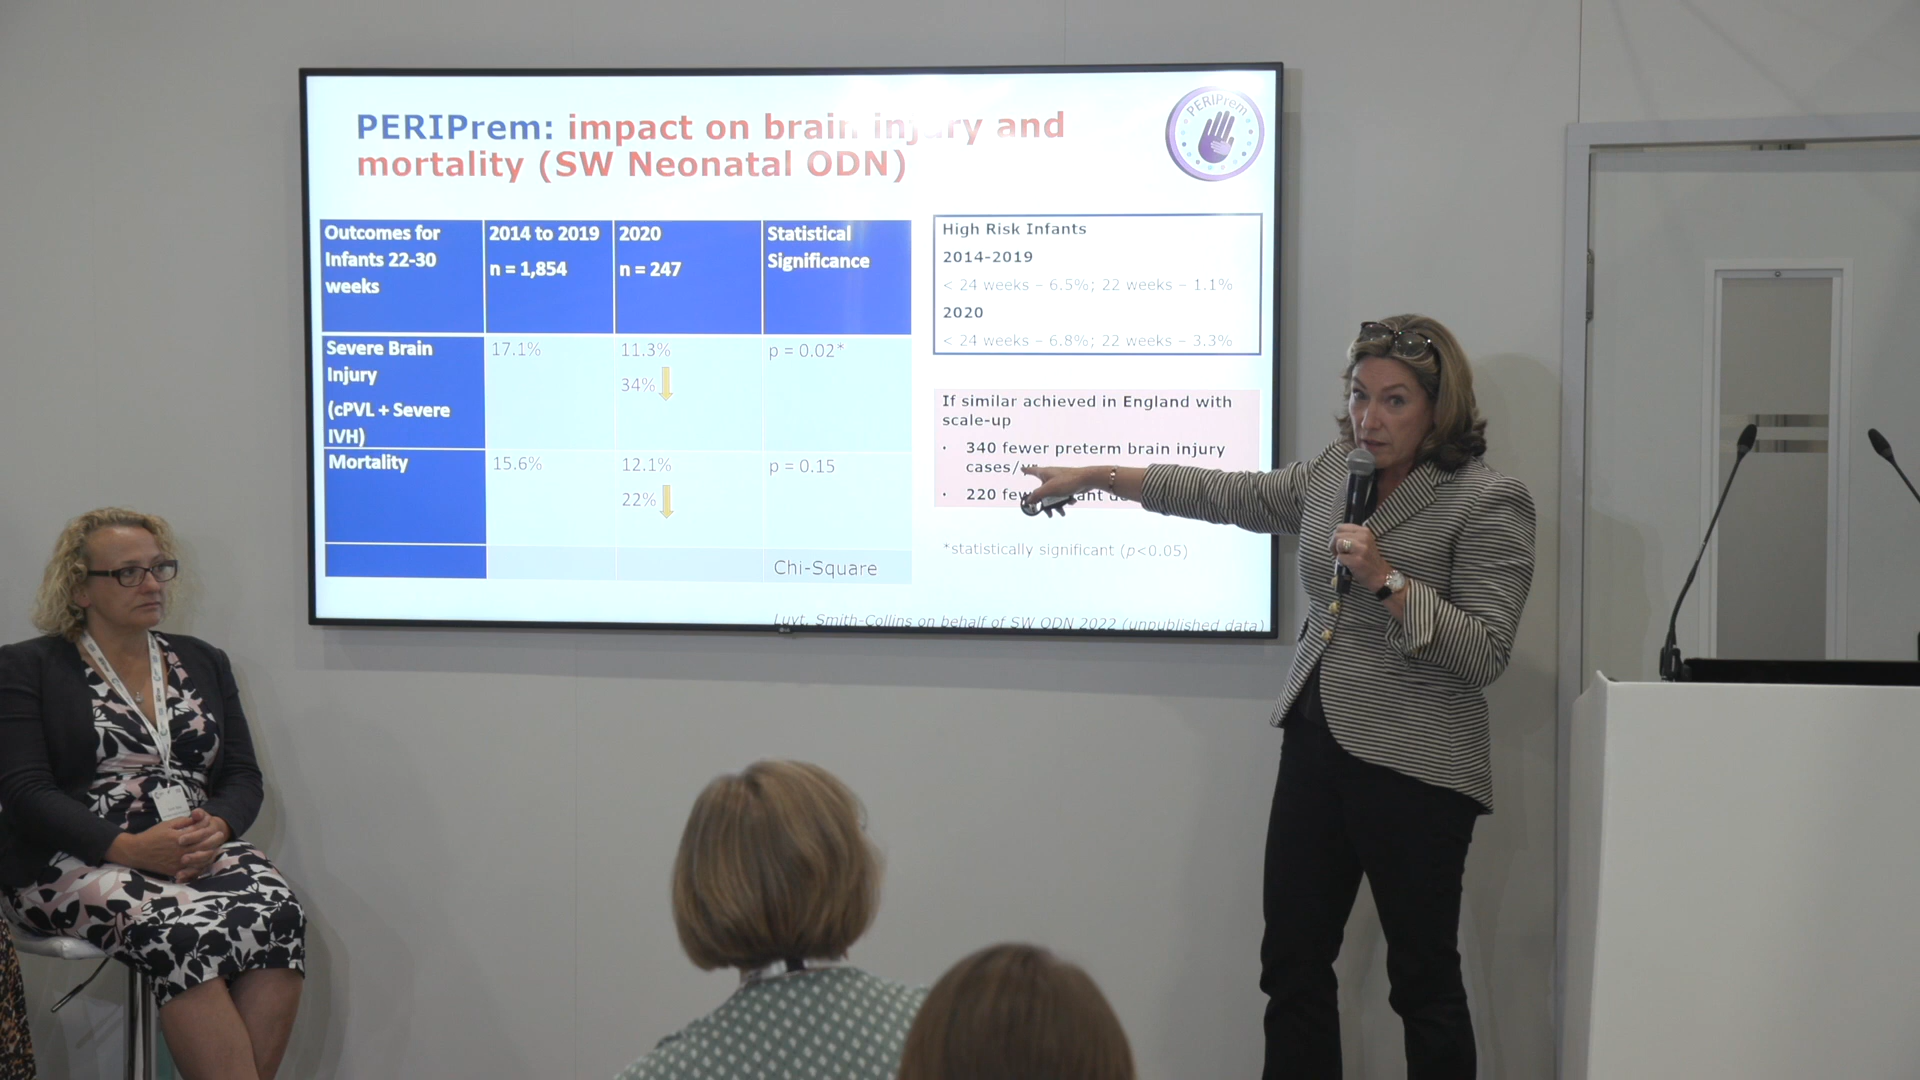 PERIPrem: impact on brain injury and
mortality (SW Neonatal ODN)
PERIPrem
Outcomes for
Infants 22-30
weeks
2014 to 2019
n = 1,854
2020
n = 247
Statistical
Significance
Severe Brain
Injury
(cPVL + Severe
IVH)
17.1%
11.3%
34%
p = 0.02*
Mortality
15.6%
12.1%
22%
p = 0.15
Chi-Square
High Risk Infants
2014-2019
< 24 weeks – 6.5%; 22 weeks – 1.1%
2020
< 24 weeks – 6.8%; 22 weeks – 3.3%
If similar achieved in England with
scale-up
• 340 fewer preterm brain injury
cases/yr
• 220
*statistically significant (p<0.05)
Luyt, Smith-Collins on behalf of SW ODN 2022 (unpublished data)